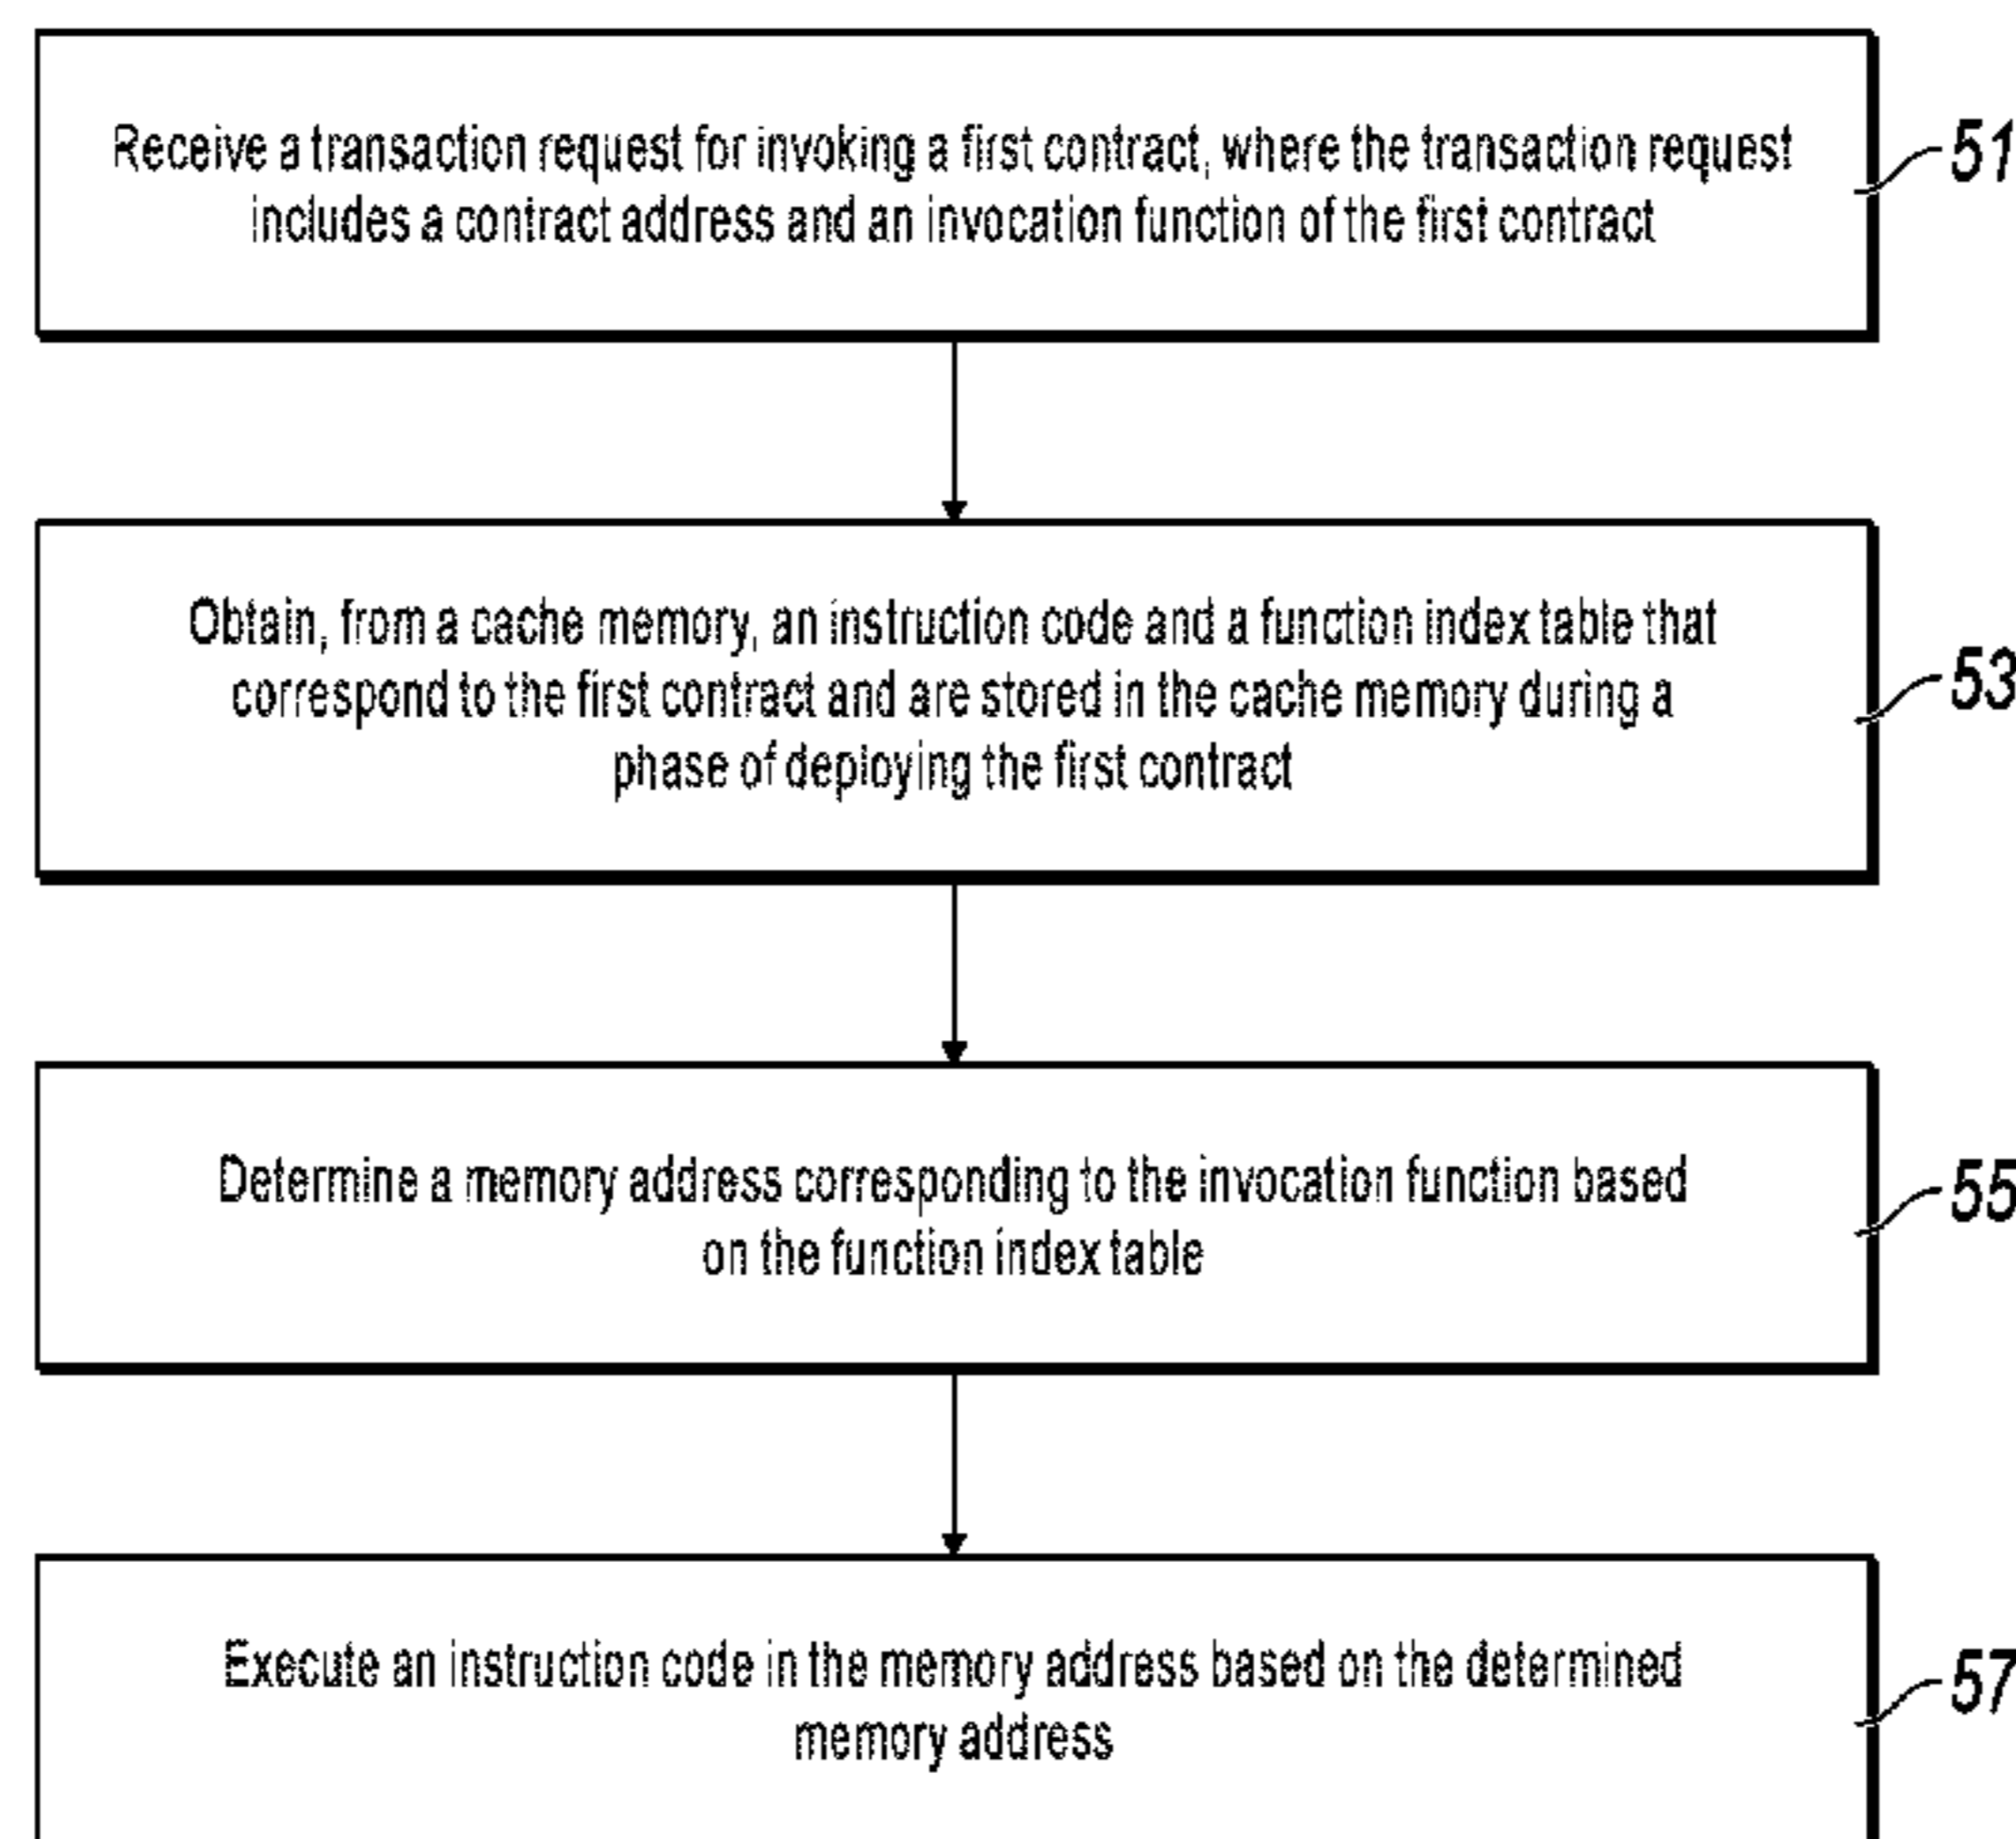 Receive a transaction request for invoking a first contract, where the transaction request
includes a contract address and an invocation function of the first contract
51
Obtain, from a cache memory, an instruction code and a function index table that
correspond to the first contract and are stored in the cache memory during a
phase of deploying the first contract
53
Determine a memory address corresponding to the invocation function based
on the function index table
55
Execute an instruction code in the memory address based on the determined
memory address
57